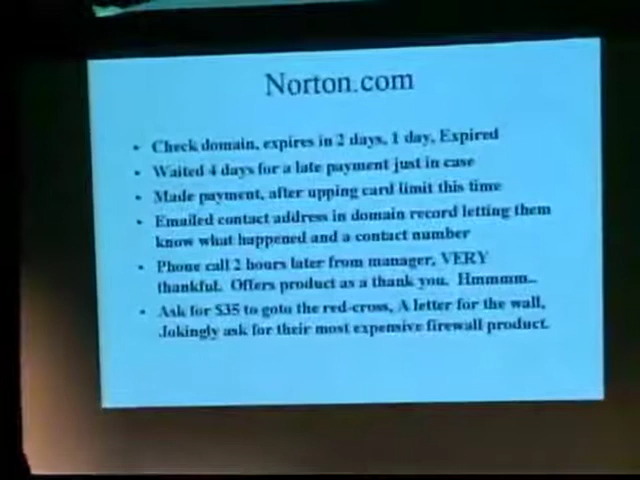 Norton.com
• Check domain, expires in 2 days, 1 day, Expired
• Waited 4 days for a late payment just in case
• Made payment, after upping card limit this time
• Emailed contact address in domain record letting them
know what happened and a contact number
• Phone call 2 hours later from manager, VERY
thankful. Offers product as a thank you. Hmmmm..
• Ask for $35 to goto the red-cross, A letter for the wall,
Jokingly ask for their most expensive firewall product.